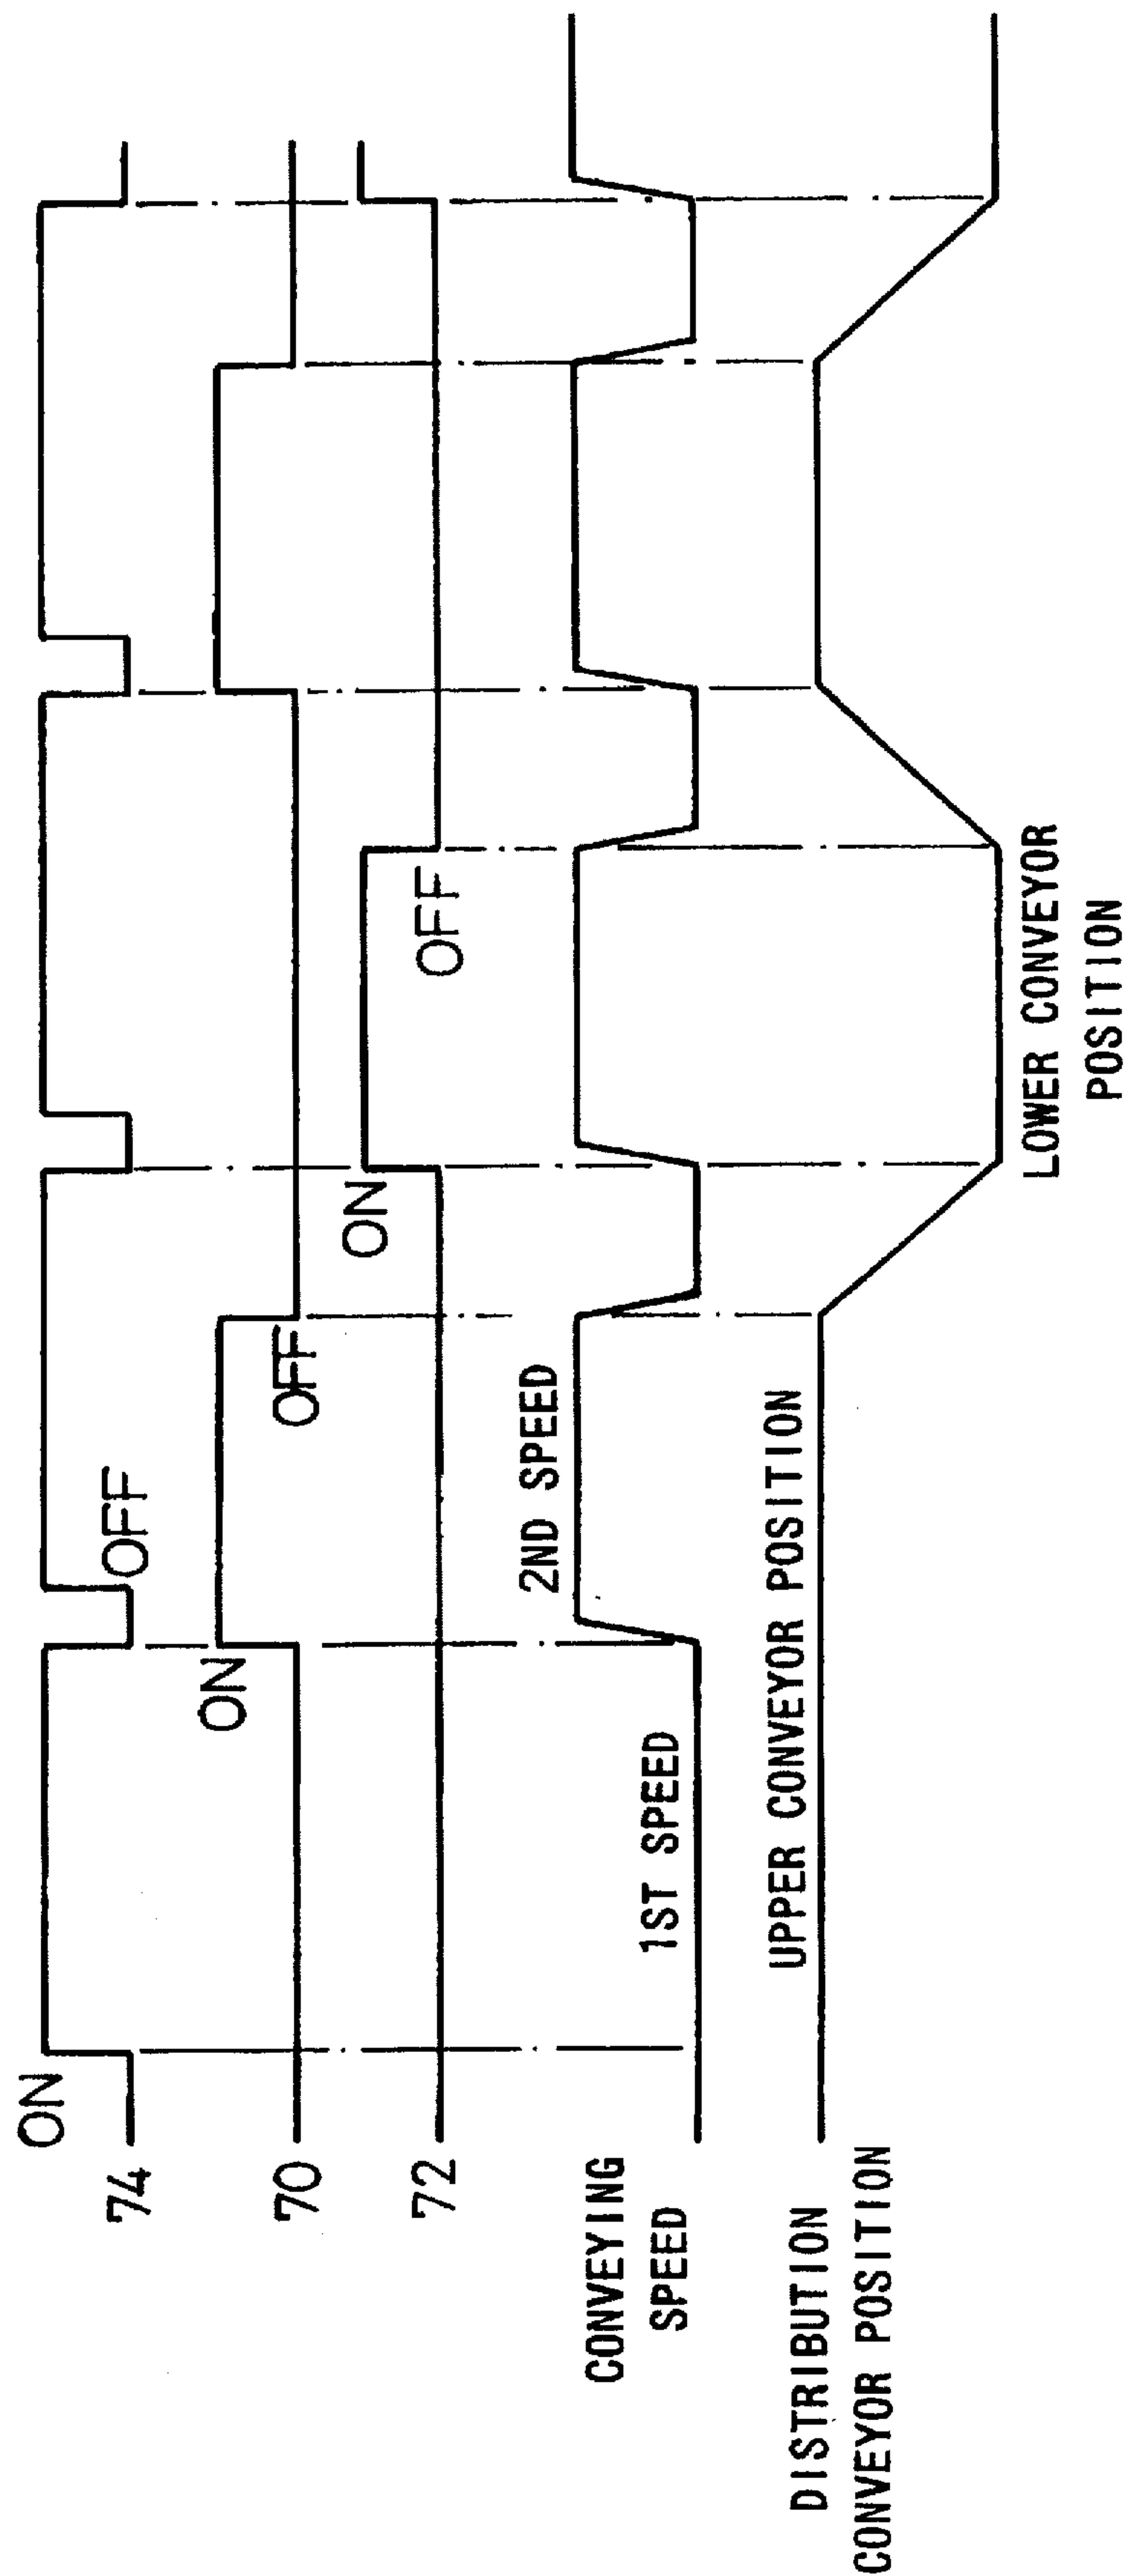 ON
74
OFF
ON
70
OFF
72
ON
OFF
CONVEYING
SPEED
1ST SPEED
2ND SPEED
DISTRIBUTION
CONVEYOR POSITION
UPPER CONVEYOR POSITION
LOWER CONVEYOR
POSITION